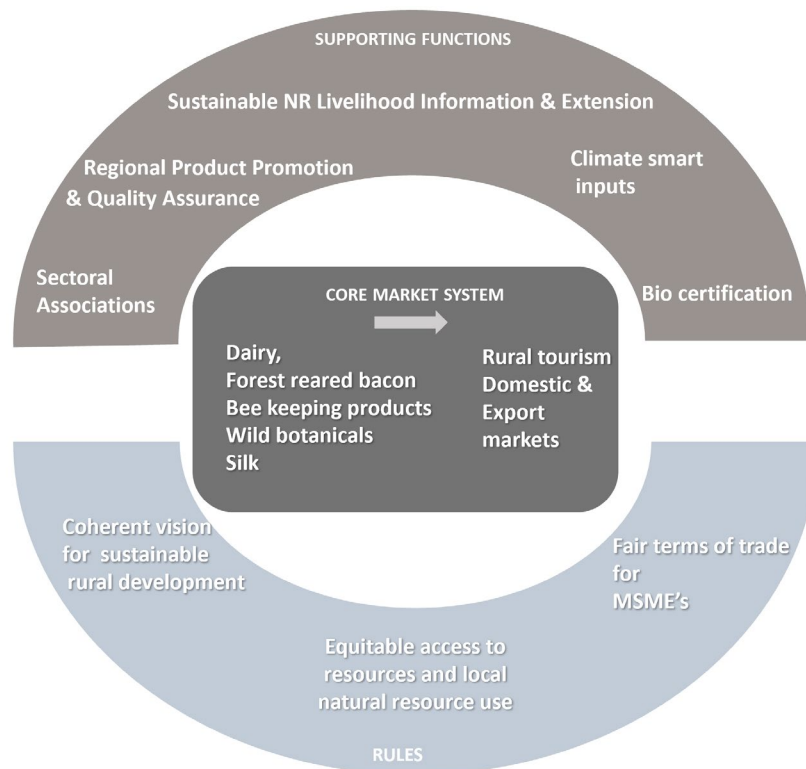 SUPPORTING FUNCTIONS
Sustainable NR Livelihood Information & Extension
Regional Product Promotion
& Quality Assurance
Climate smart
inputs
Sectoral
Associations
Bio certification
CORE MARKET SYSTEM
Dairy,
Forest reared bacon
Bee keeping products
Wild botanicals
Silk
Rural tourism
Domestic &
Export
markets
Coherent vision
for sustainable
rural development
Fair terms of trade
for
MSME's
Equitable access to
resources and local
natural resource use
RULES